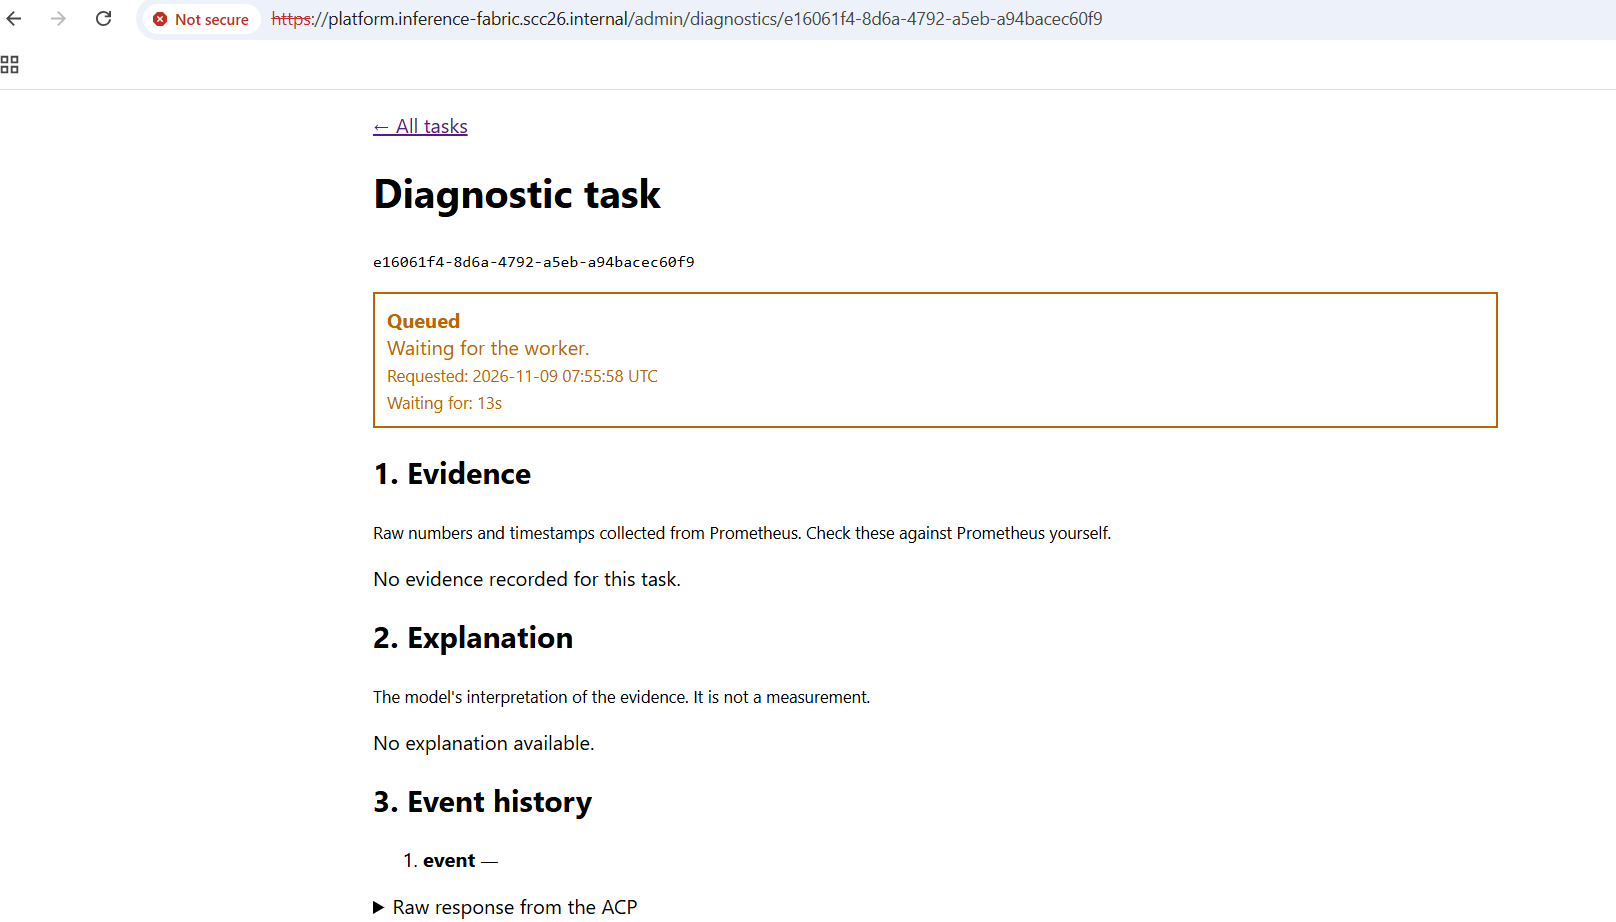 Not secure https://platform.inference-fabric.scc26.internal/admin/diagnostics/e16061f4-8d6a-4792-a5eb-a94bacec60f9
← All tasks
Diagnostic task
e16061f4-8d6a-4792-a5eb-a94bacec60f9
Queued
Waiting for the worker.
Requested: 2026-11-09 07:55:58 UTC
Waiting for: 13s
1. Evidence
Raw numbers and timestamps collected from Prometheus. Check these against Prometheus yourself.
No evidence recorded for this task.
2. Explanation
The model's interpretation of the evidence. It is not a measurement.
No explanation available.
3. Event history
1. event —
▶ Raw response from the ACP